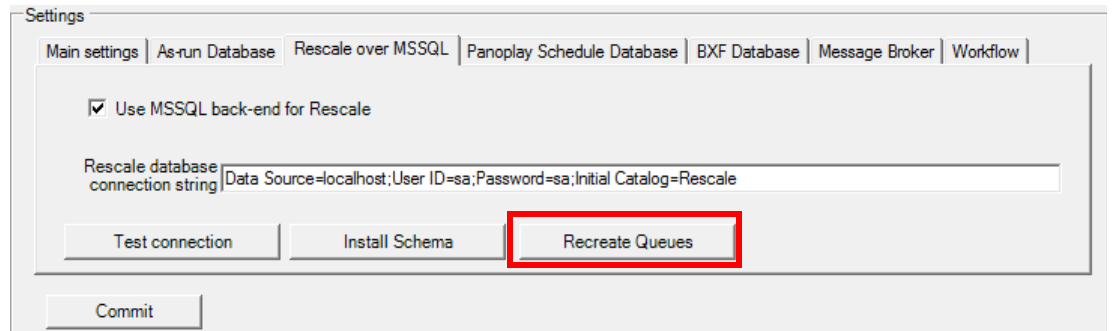 Settings
Main settings As-run Database Rescale over MSSQL Panoplay Schedule Database BXF Database Message Broker Workflow
Use MSSQL back-end for Rescale
Rescale database
connection string Data Source=localhost;User ID=sa;Password=sa;Initial Catalog=Rescale
Test connection Install Schema Recreate Queues
Commit